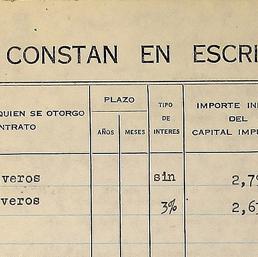 CONSTAN EN ESCRI
QUIEN SE OTORGO
NTRATO
PLAZO
AÑOS MESES
TIPO
DE
INTERES
IMPORTE IN
DEL
CAPITAL IMP
veros sin 2,7
veros 3% 2,6